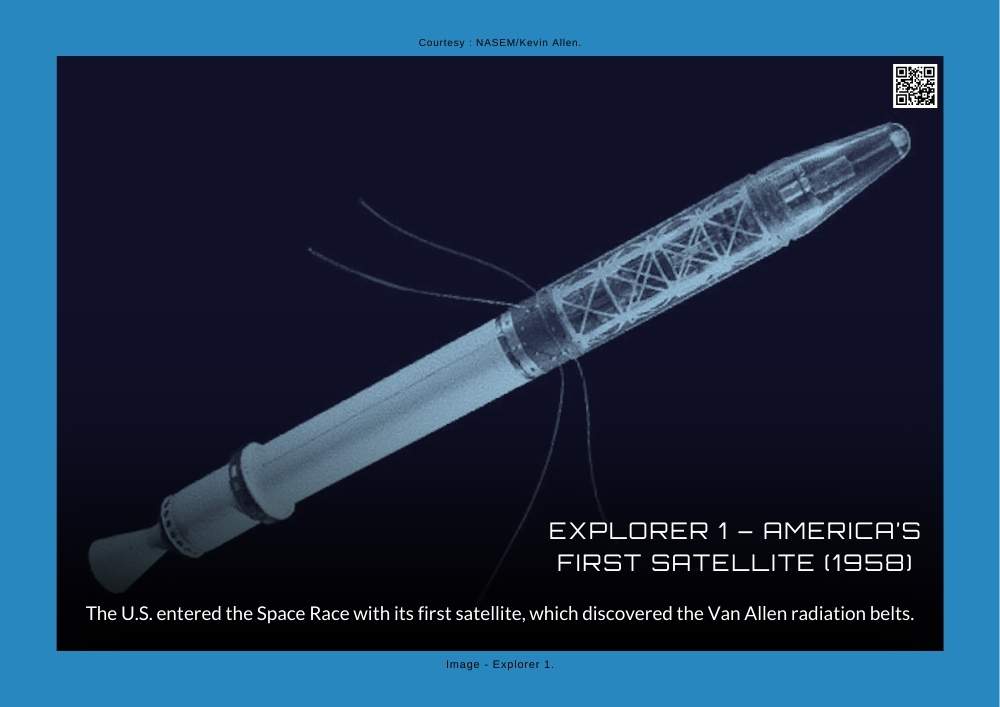 Courtesy : NASEM/Kevin Allen.
EXPLORER 1 – AMERICA'S
FIRST SATELLITE (1958)
The U.S. entered the Space Race with its first satellite, which discovered the Van Allen radiation belts.
Image - Explorer 1.